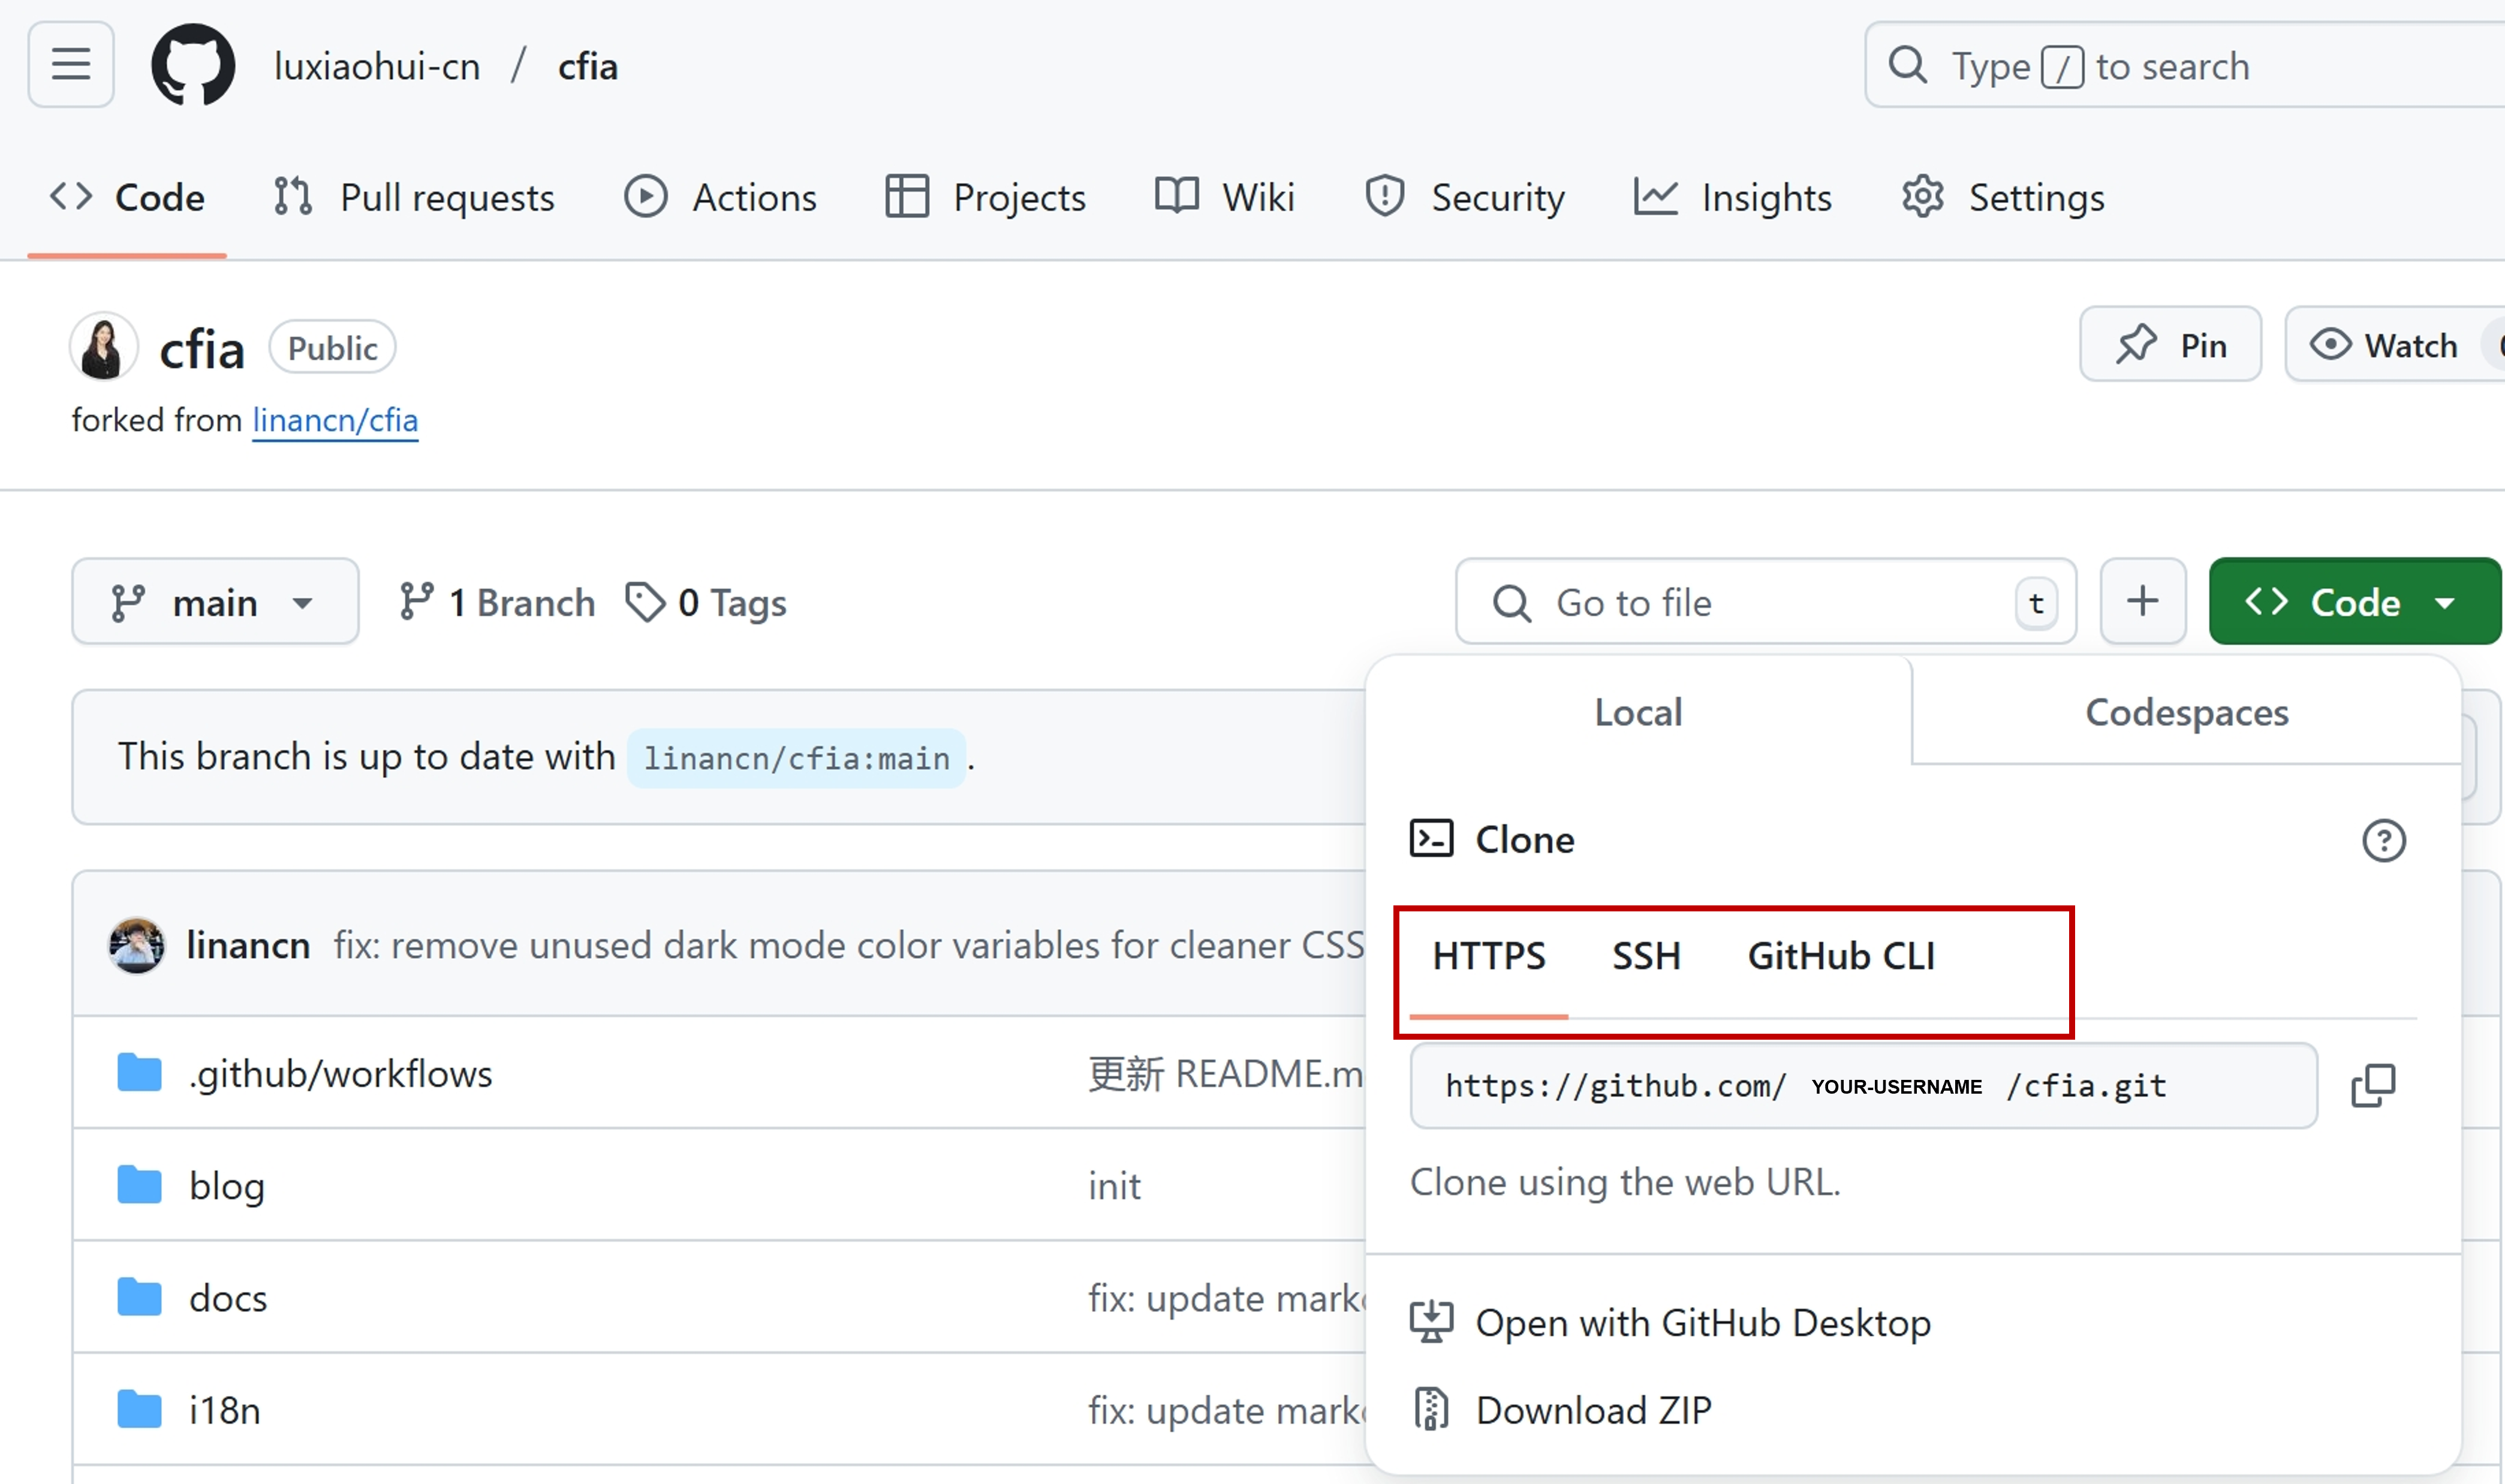 luxiaohui-cn / cfia
Type / to search
Code Pull requests Actions Projects Wiki Security Insights Settings
cfia Public
Pin Watch
forked from linancn/cfia
main 1 Branch 0 Tags
Go to file t + Code
This branch is up to date with linancn/cfia:main .
Local Codespaces
Clone
HTTPS SSH GitHub CLI
https://github.com/ YOUR-USERNAME /cfia.git
Clone using the web URL.
Open with GitHub Desktop
Download ZIP
linancn fix: remove unused dark mode color variables for cleaner CSS
.github/workflows 更新 README.m
blog init
docs fix: update mark
i18n fix: update mark